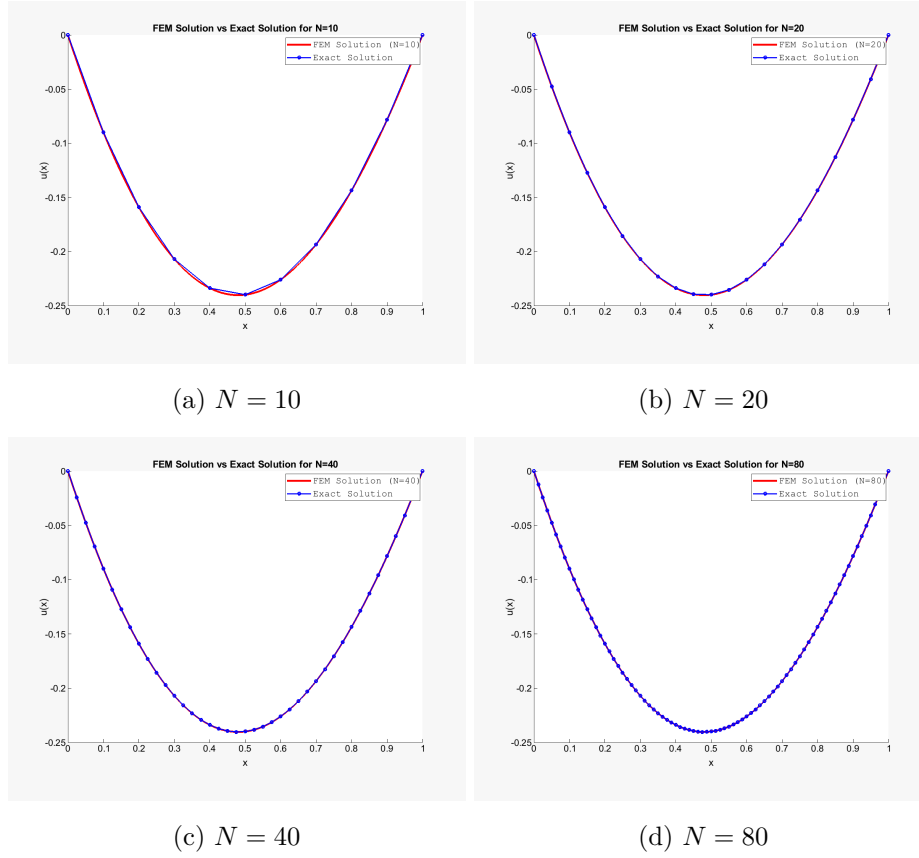 FEM Solution vs Exact Solution for N=10
FEM Solution (N=10)
Exact Solution
0
-0.05
-0.1
-0.15
-0.2
-0.25
u(x)
0 0.1 0.2 0.3 0.4 0.5 0.6 0.7 0.8 0.9 1
x
(a) N = 10
FEM Solution vs Exact Solution for N=20
FEM Solution (N=20)
Exact Solution
0
-0.05
-0.1
-0.15
-0.2
-0.25
u(x)
0 0.1 0.2 0.3 0.4 0.5 0.6 0.7 0.8 0.9 1
x
(b) N = 20
FEM Solution vs Exact Solution for N=40
FEM Solution (N=40)
Exact Solution
0
-0.05
-0.1
-0.15
-0.2
-0.25
u(x)
0 0.1 0.2 0.3 0.4 0.5 0.6 0.7 0.8 0.9 1
x
(c) N = 40
FEM Solution vs Exact Solution for N=80
FEM Solution (N=80)
Exact Solution
0
-0.05
-0.1
-0.15
-0.2
-0.25
u(x)
0 0.1 0.2 0.3 0.4 0.5 0.6 0.7 0.8 0.9 1
x
(d) N = 80